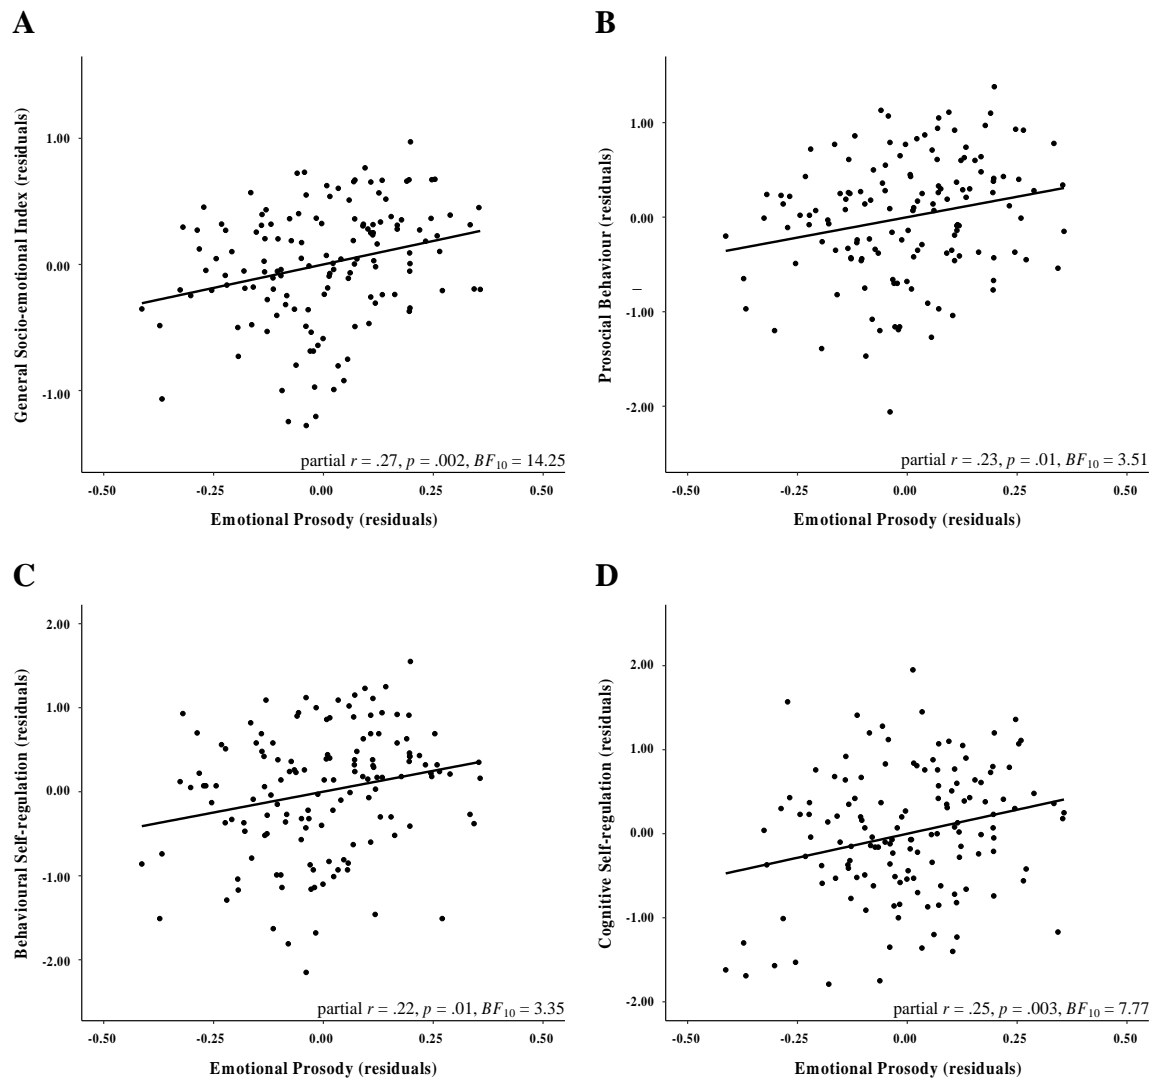 A
General Socio-emotional Index (residuals)
1.00
0.00
-1.00
partial r = .27, p = .002, BF10 = 14.25
-0.50 -0.25 0.00 0.25 0.50
Emotional Prosody (residuals)
B
Prosocial Behaviour (residuals)
1.00
0.00
-1.00
-2.00
partial r = .23, p = .01, BF10 = 3.51
-0.50 -0.25 0.00 0.25 0.50
Emotional Prosody (residuals)
C
Behavioural Self-regulation (residuals)
2.00
1.00
0.00
-1.00
-2.00
partial r = .22, p = .01, BF10 = 3.35
-0.50 -0.25 0.00 0.25 0.50
Emotional Prosody (residuals)
D
Cognitive Self-regulation (residuals)
2.00
1.00
0.00
-1.00
-2.00
partial r = .25, p = .003, BF10 = 7.77
-0.50 -0.25 0.00 0.25 0.50
Emotional Prosody (residuals)